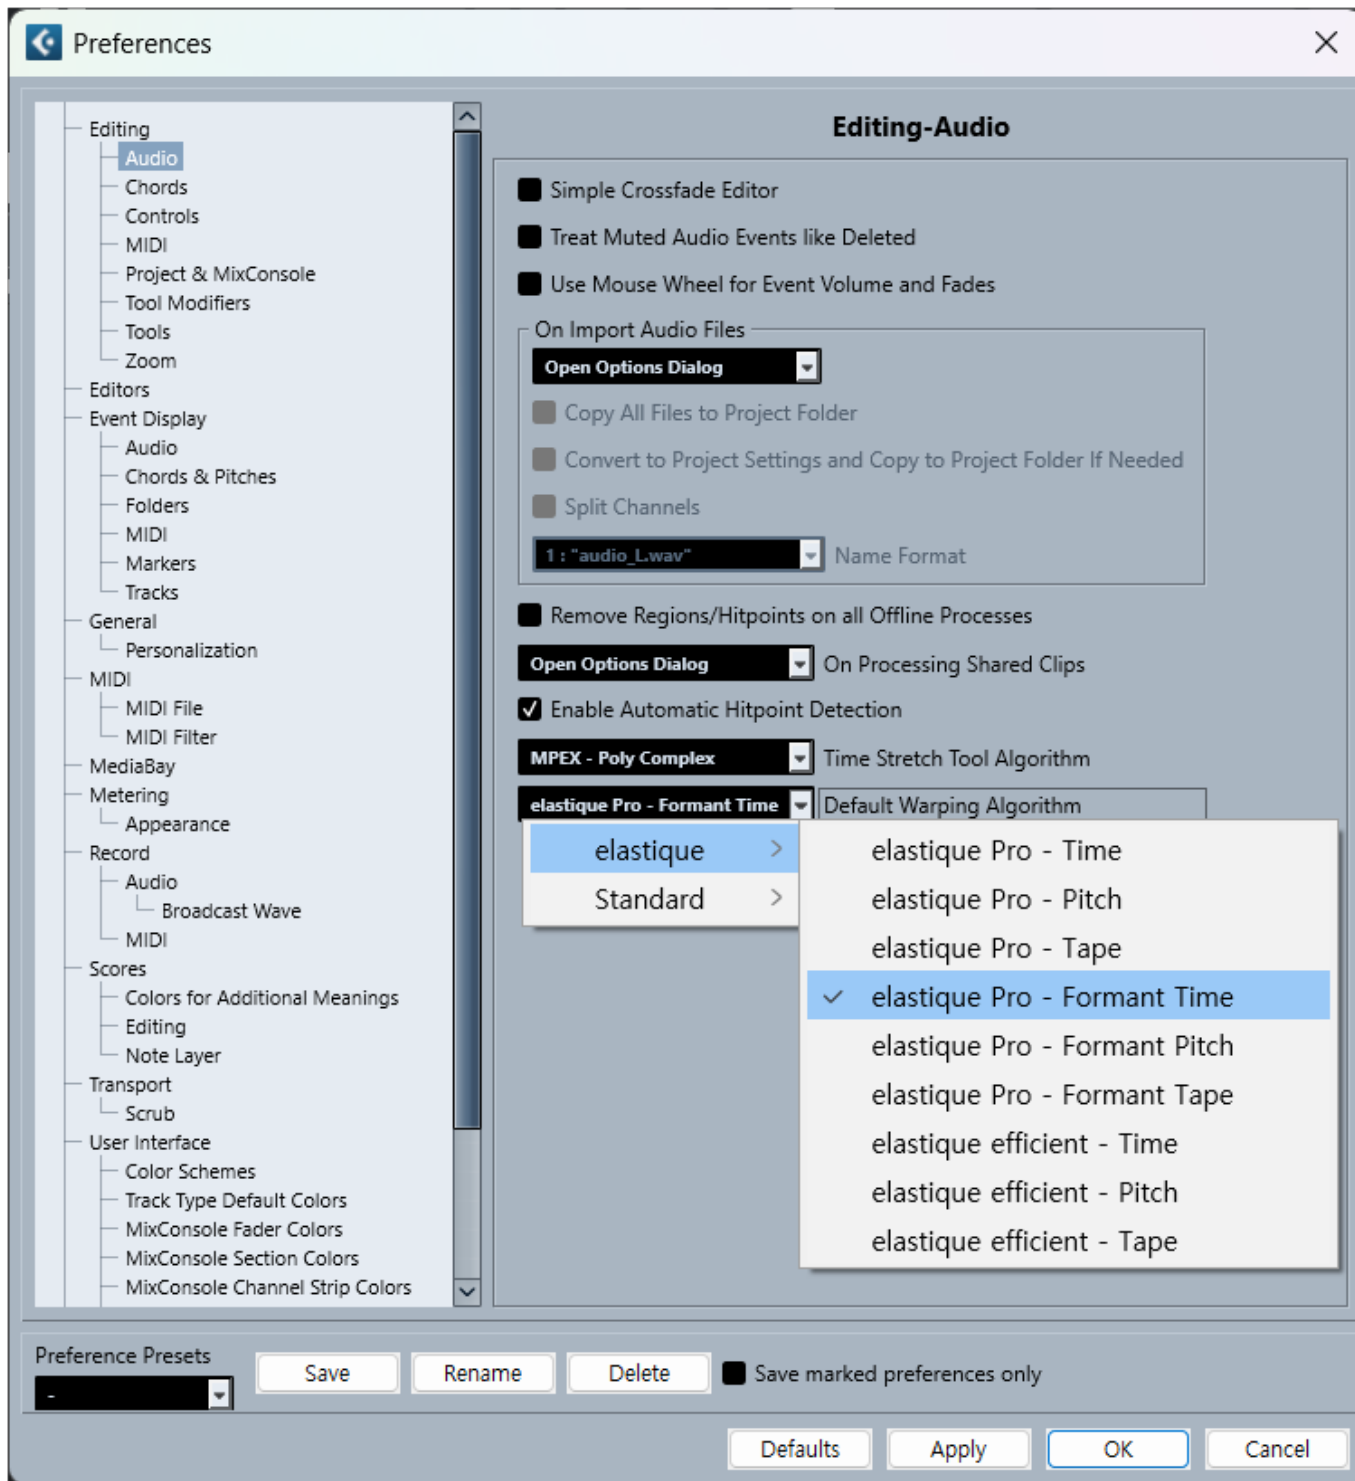 Preferences
Editing
Audio
Chords
Controls
MIDI
Project & MixConsole
Tool Modifiers
Tools
Zoom
Editors
Event Display
Audio
Chords & Pitches
Folders
MIDI
Markers
Tracks
General
Personalization
MIDI
MIDI File
MIDI Filter
MediaBay
Metering
Appearance
Record
Audio
Broadcast Wave
MIDI
Scores
Colors for Additional Meanings
Editing
Note Layer
Transport
Scrub
User Interface
Color Schemes
Track Type Default Colors
MixConsole Fader Colors
MixConsole Section Colors
MixConsole Channel Strip Colors
Editing-Audio
Simple Crossfade Editor
Treat Muted Audio Events like Deleted
Use Mouse Wheel for Event Volume and Fades
On Import Audio Files
Open Options Dialog
Copy All Files to Project Folder
Convert to Project Settings and Copy to Project Folder If Needed
Split Channels
1 : "audio_L.wav" Name Format
Remove Regions/Hitpoints on all Offline Processes
Open Options Dialog On Processing Shared Clips
Enable Automatic Hitpoint Detection
MPEX - Poly Complex Time Stretch Tool Algorithm
elastique Pro - Formant Time Default Warping Algorithm
elastique
Standard
elastique Pro - Time
elastique Pro - Pitch
elastique Pro - Tape
elastique Pro - Formant Time
elastique Pro - Formant Pitch
elastique Pro - Formant Tape
elastique efficient - Time
elastique efficient - Pitch
elastique efficient - Tape
Preference Presets
-
Save Rename Delete Save marked preferences only
Defaults Apply OK Cancel